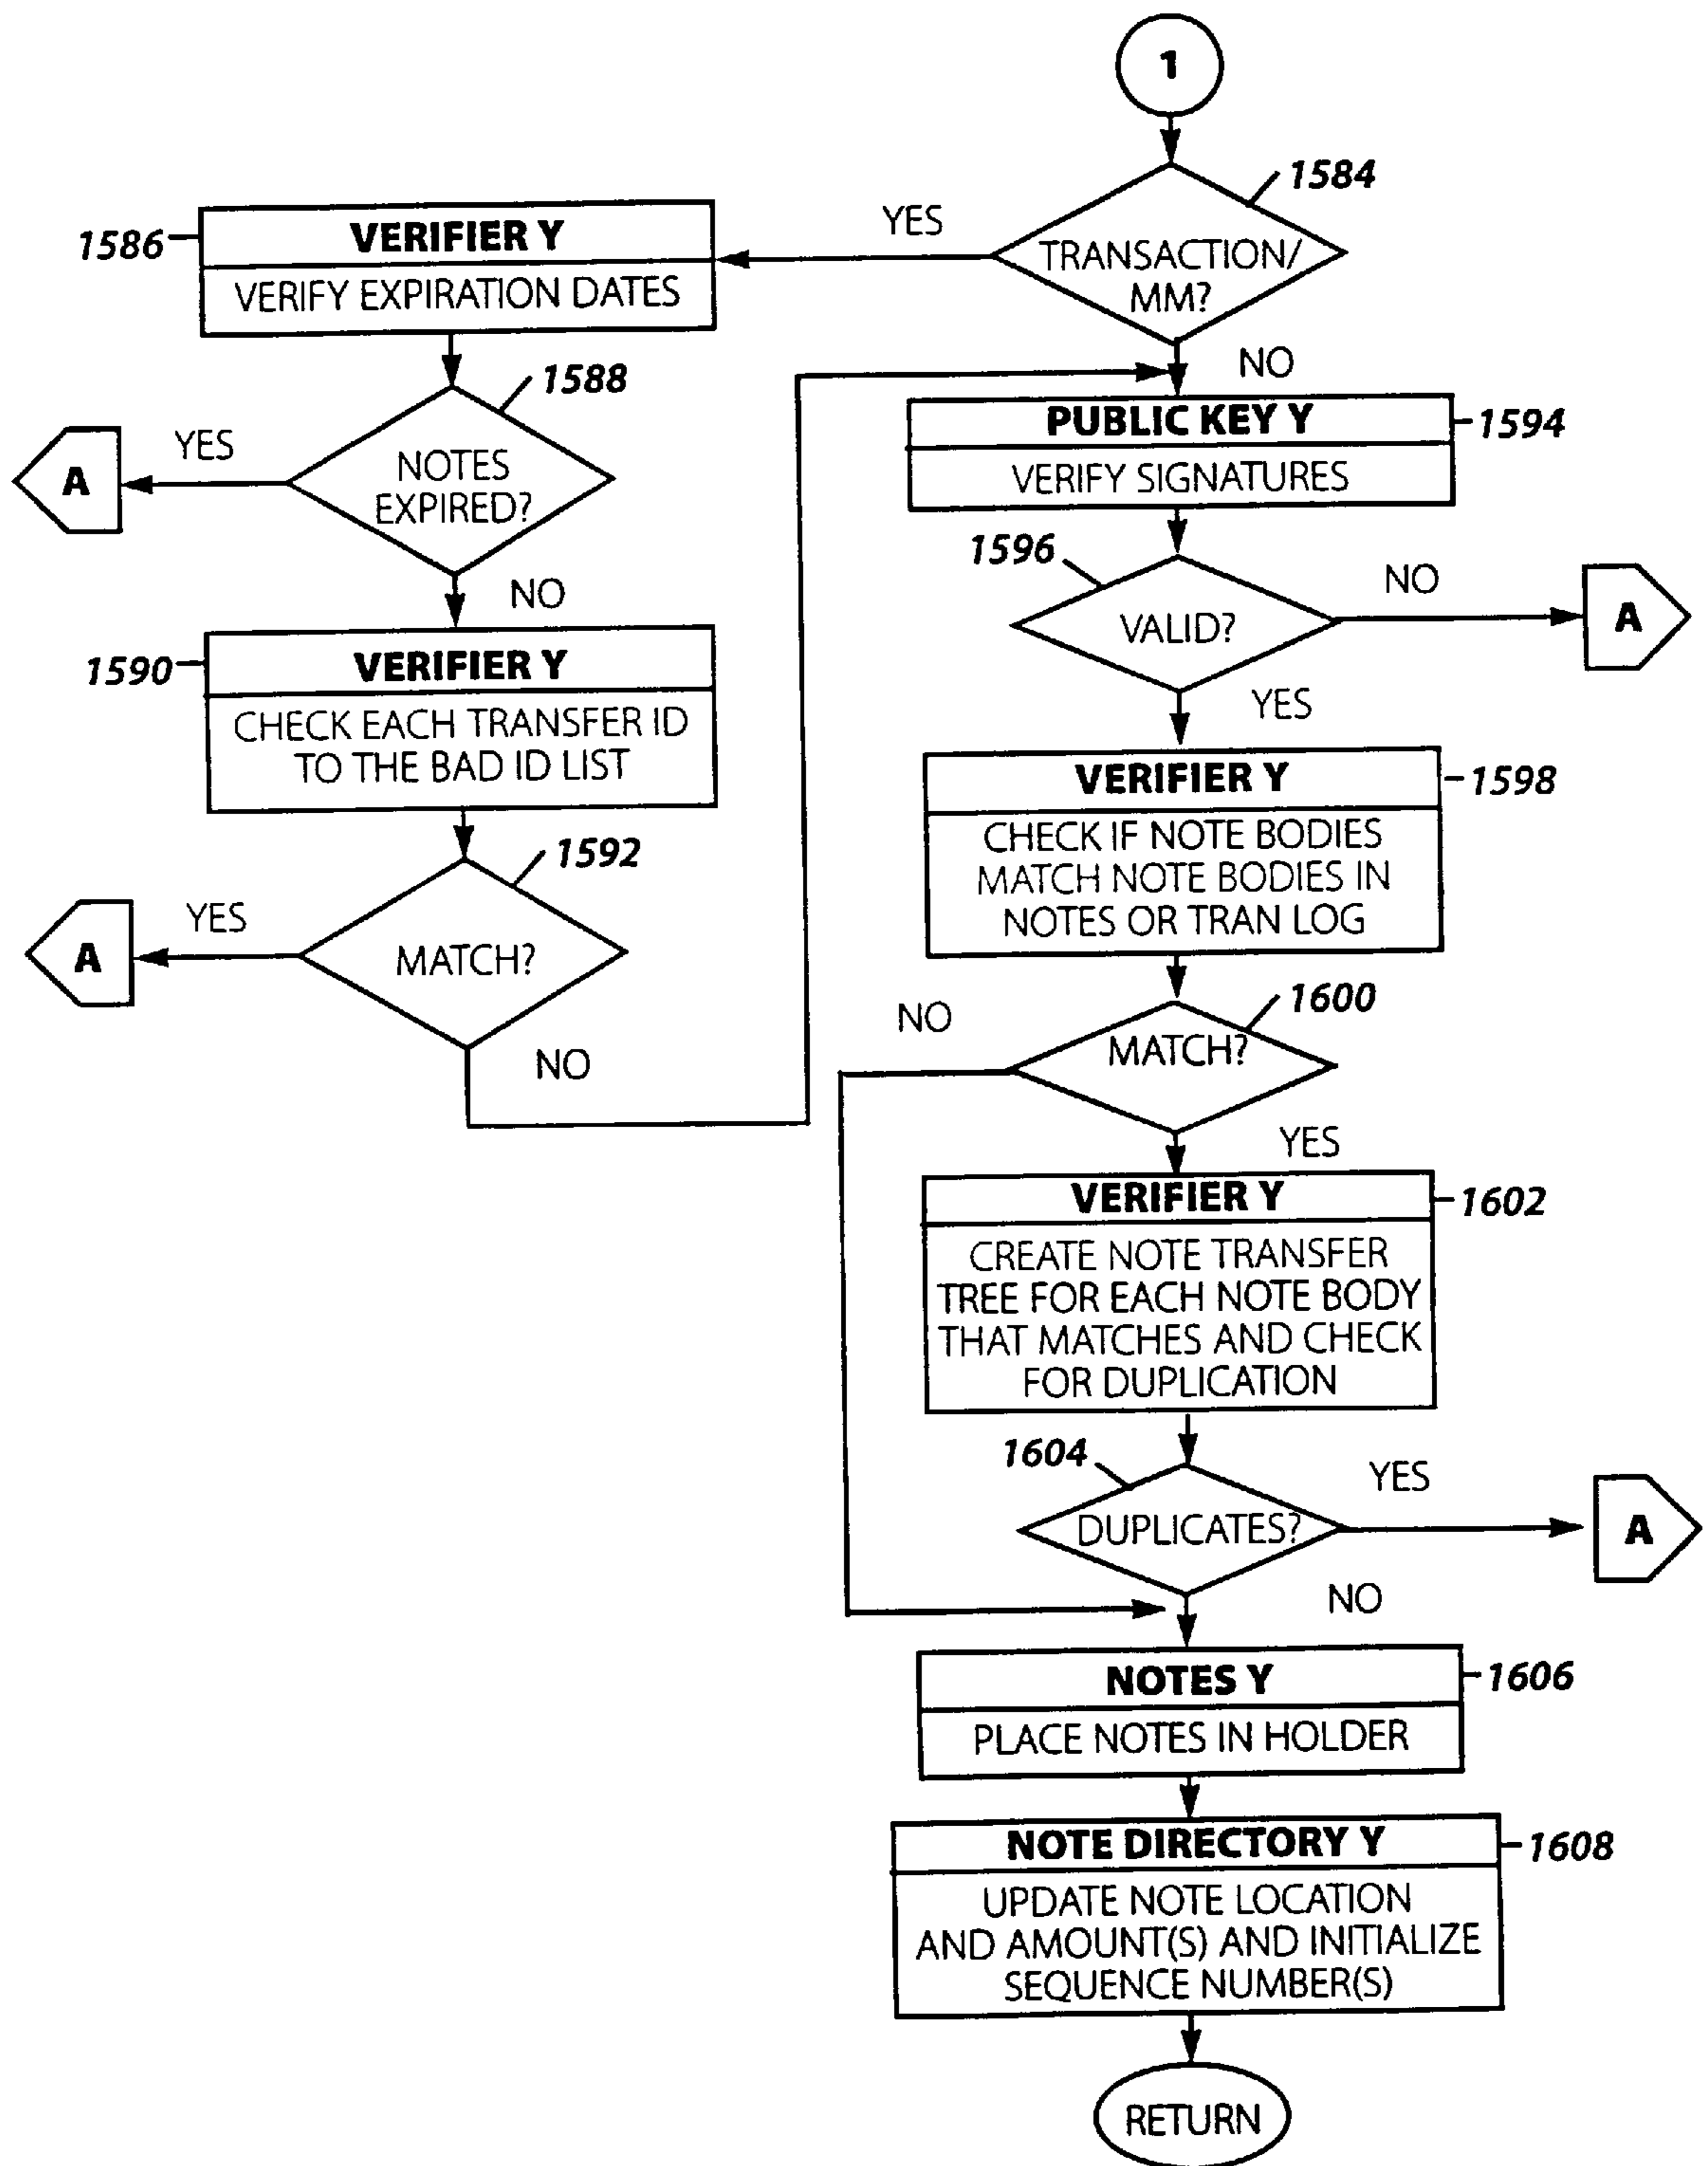 1
1584
TRANSACTION/
MM?
YES
NO
1586
VERIFIER Y
VERIFY EXPIRATION DATES
1588
NOTES
EXPIRED?
YES
A
NO
1590
VERIFIER Y
CHECK EACH TRANSFER ID
TO THE BAD ID LIST
1592
MATCH?
YES
A
NO
PUBLIC KEY Y
1594
VERIFY SIGNATURES
1596
VALID?
NO
A
YES
VERIFIER Y
1598
CHECK IF NOTE BODIES
MATCH NOTE BODIES IN
NOTES OR TRAN LOG
1600
NO
MATCH?
YES
VERIFIER Y
1602
CREATE NOTE TRANSFER
TREE FOR EACH NOTE BODY
THAT MATCHES AND CHECK
FOR DUPLICATION
1604
DUPLICATES?
YES
A
NO
NOTES Y
1606
PLACE NOTES IN HOLDER
NOTE DIRECTORY Y
1608
UPDATE NOTE LOCATION
AND AMOUNT(S) AND INITIALIZE
SEQUENCE NUMBER(S)
RETURN